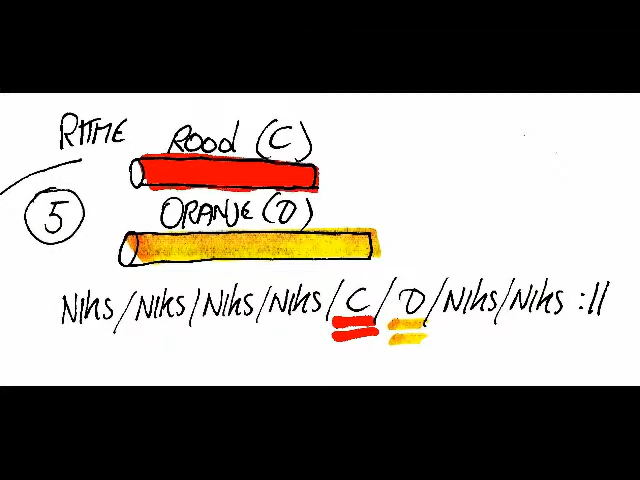 RITME
ROOD (C)
5
ORANJE (D)
NIKS / NIKS / NIKS / NIKS / C / D / NIKS / NIKS ://